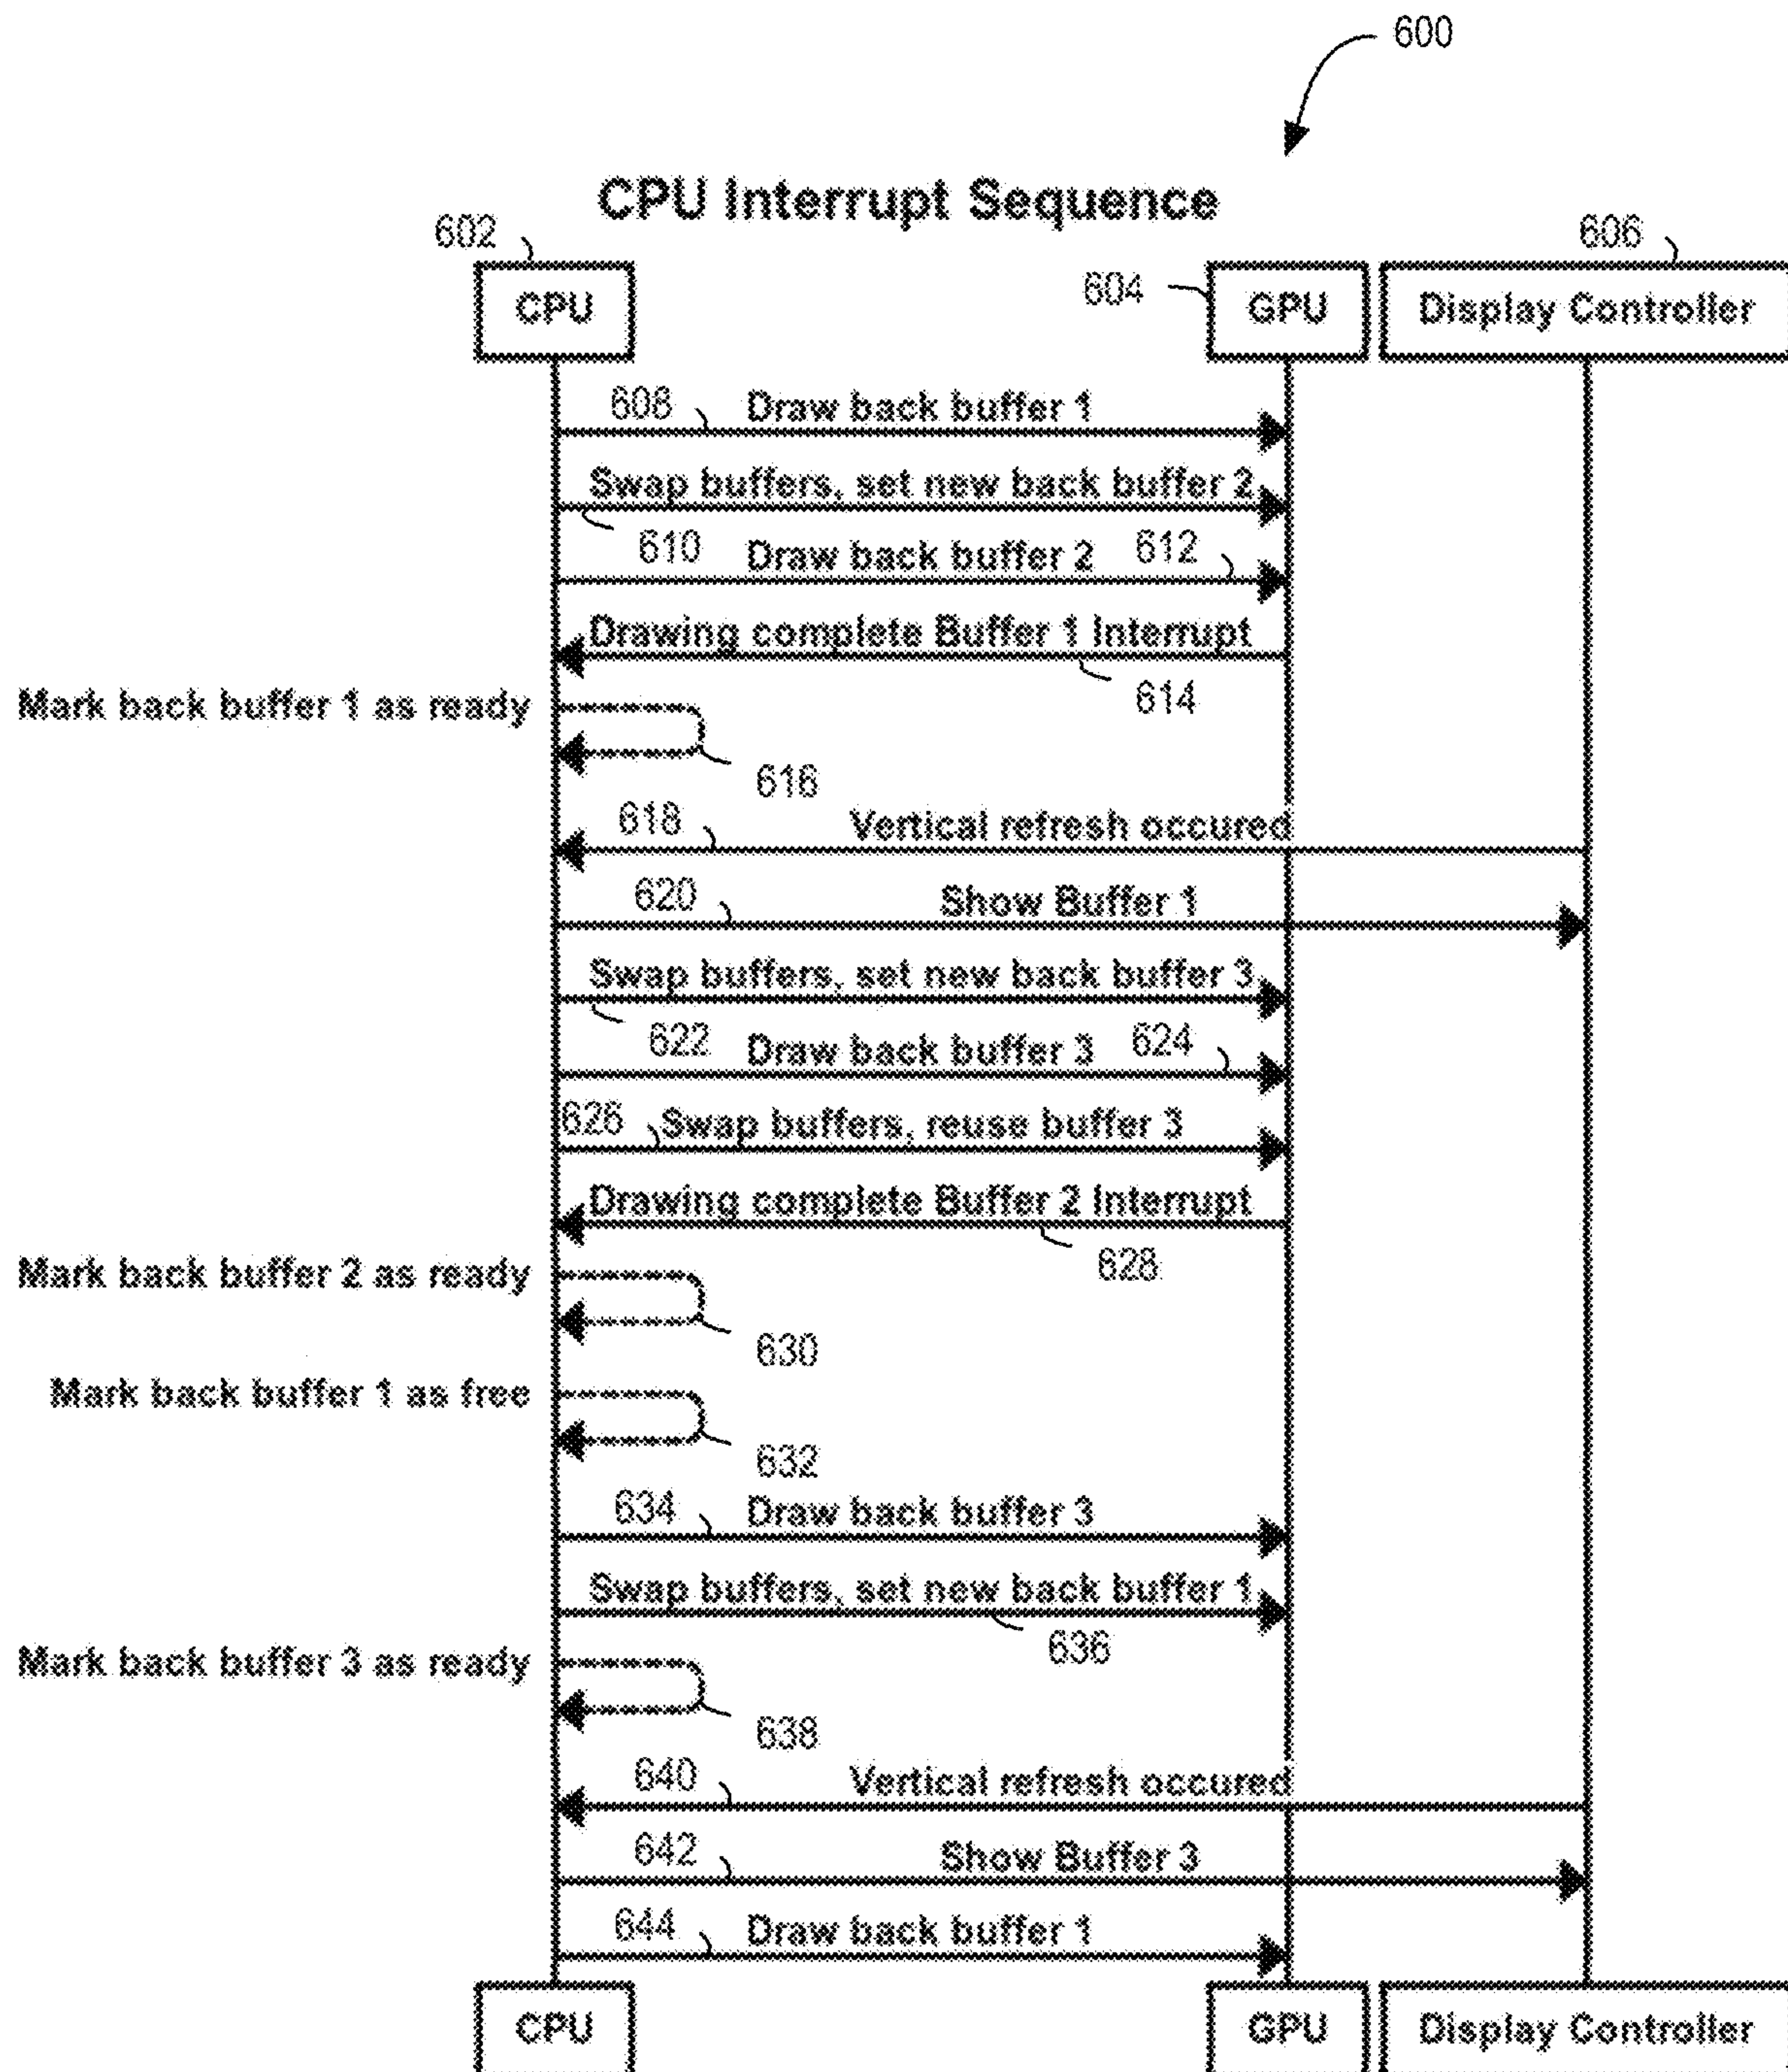 600
CPU Interrupt Sequence
602
606
604
CPU
GPU
Display Controller
608
Draw back buffer 1
Swap buffers, set new back buffer 2
610
Draw back buffer 2
612
Drawing complete Buffer 1 Interrupt
614
Mark back buffer 1 as ready
616
618
Vertical refresh occured
620
Show Buffer 1
Swap buffers, set new back buffer 3
622
Draw back buffer 3
624
626
Swap buffers, reuse buffer 3
Drawing complete Buffer 2 Interrupt
628
Mark back buffer 2 as ready
630
Mark back buffer 1 as free
632
634
Draw back buffer 3
Swap buffers, set new back buffer 1
636
Mark back buffer 3 as ready
638
640
Vertical refresh occured
642
Show Buffer 3
644
Draw back buffer 1
CPU
GPU
Display Controller